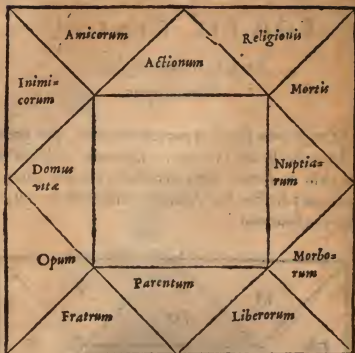 Amicorum
Religionis
Actionum
Inimi=
corum
Mortis
Domus
vitæ
Nuptia=
rum
Opum
Morbo=
rum
Parentum
Fratrum
Liberorum